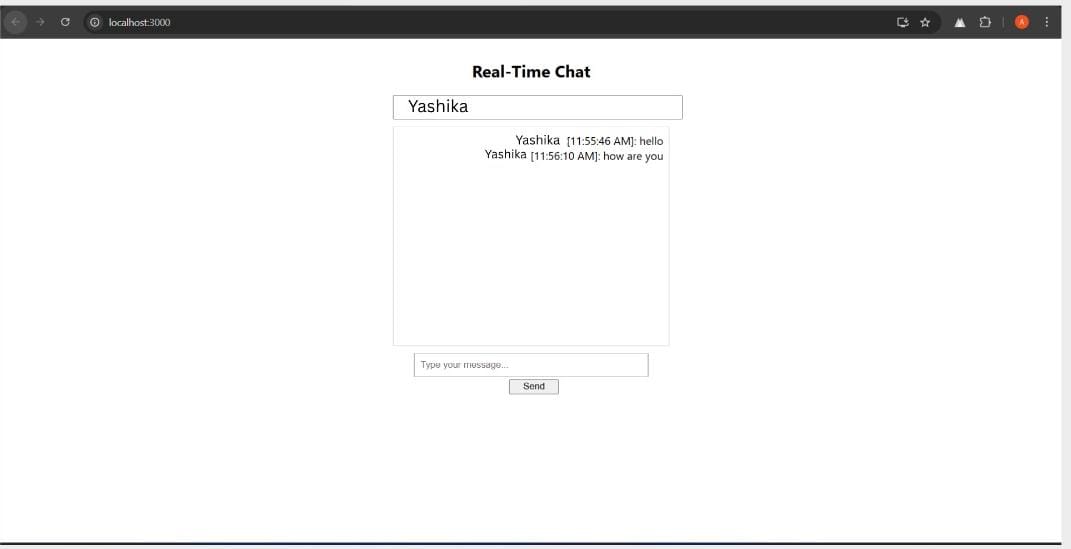 localhost:3000
A
Real-Time Chat
Yashika
Yashika [11:55:46 AM]: hello
Yashika [11:56:10 AM]: how are you
Type your message...
Send